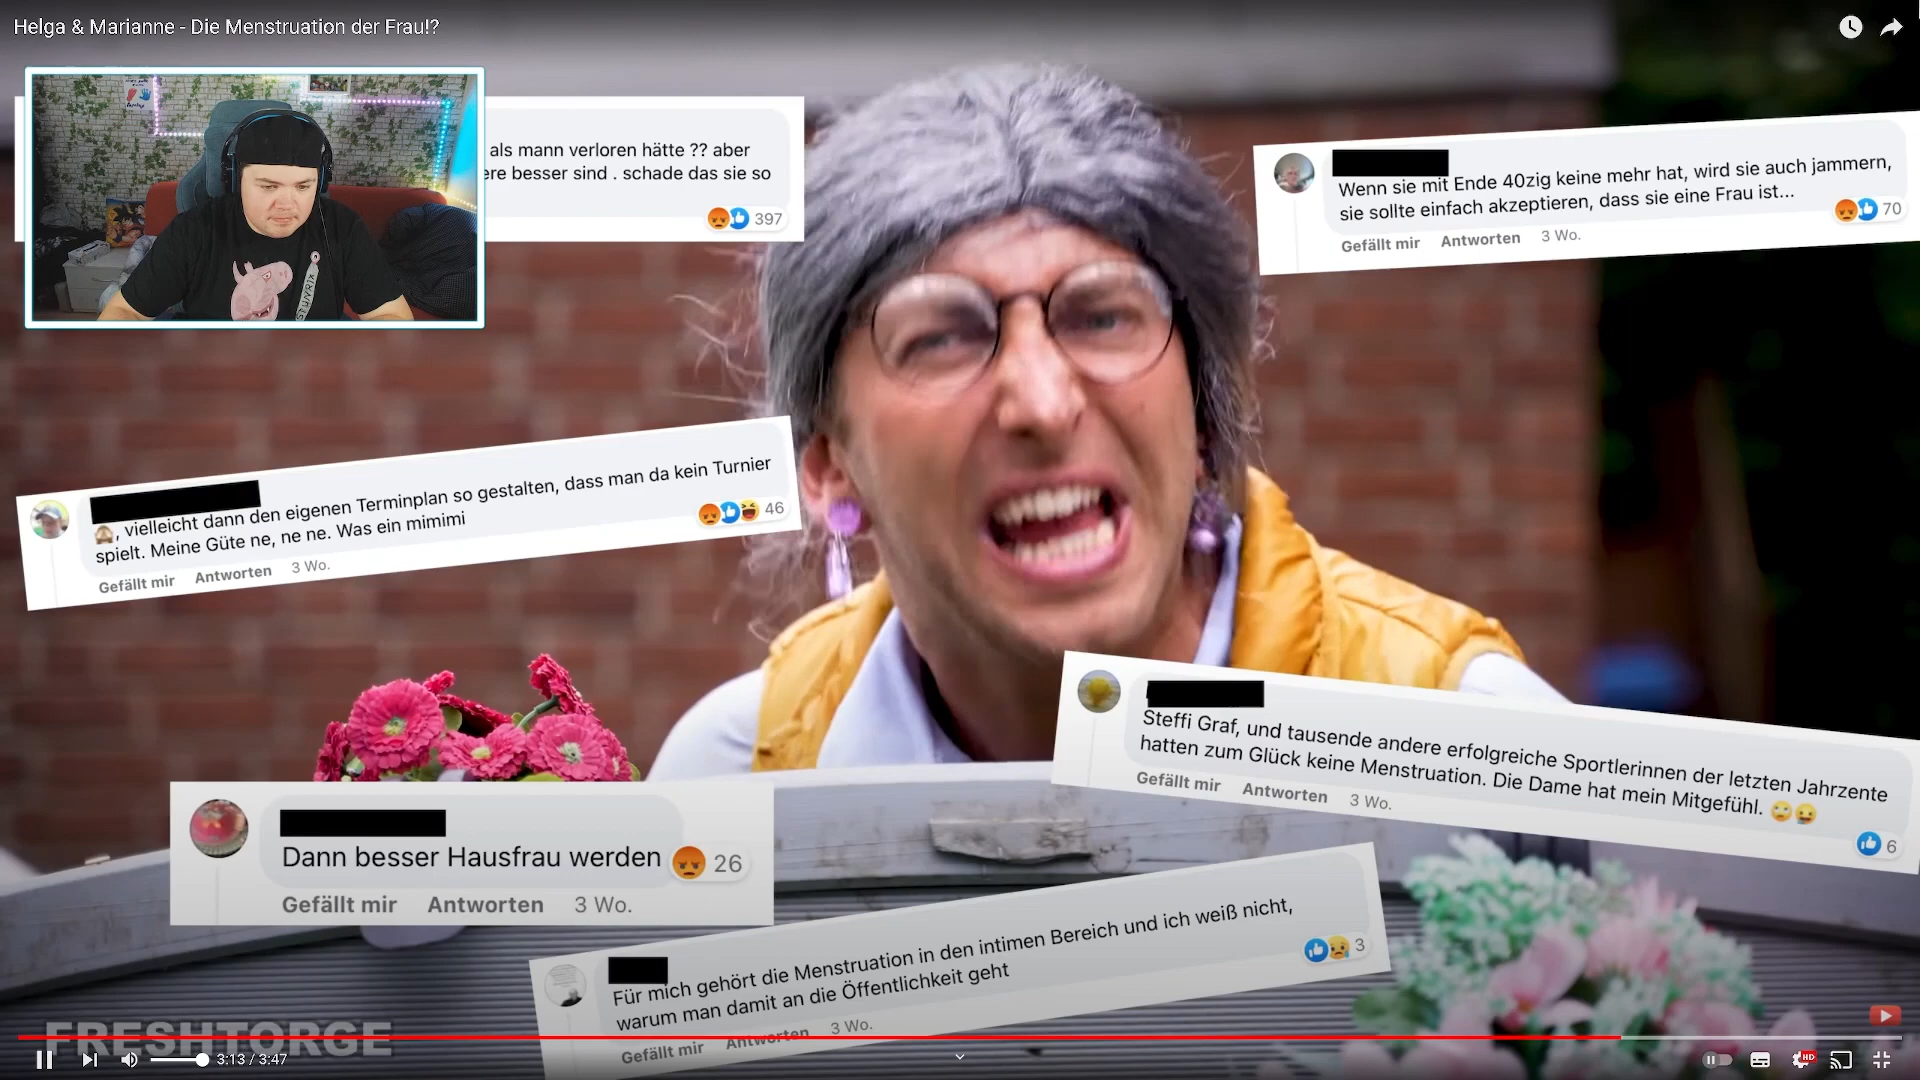 Helga & Marianne - Die Menstruation der Frau!?
als mann verloren hätte ?? aber
ere besser sind . schade das sie so
397
Wenn sie mit Ende 40zig keine mehr hat, wird sie auch jammern,
sie sollte einfach akzeptieren, dass sie eine Frau ist...
70
Gefällt mir Antworten 3 Wo.
🙈, vielleicht dann den eigenen Terminplan so gestalten, dass man da kein Turnier
spielt. Meine Güte ne, ne ne. Was ein mimimi
46
Gefällt mir Antworten 3 Wo.
Steffi Graf, und tausende andere erfolgreiche Sportlerinnen der letzten Jahrzente
hatten zum Glück keine Menstruation. Die Dame hat mein Mitgefühl. 🙄😂
6
Gefällt mir Antworten 3 Wo.
Dann besser Hausfrau werden
26
Gefällt mir Antworten 3 Wo.
Für mich gehört die Menstruation in den intimen Bereich und ich weiß nicht,
warum man damit an die Öffentlichkeit geht
3
Gefällt mir Antworten 3 Wo.
FRESHTORGE
3:13 / 3:47
HD